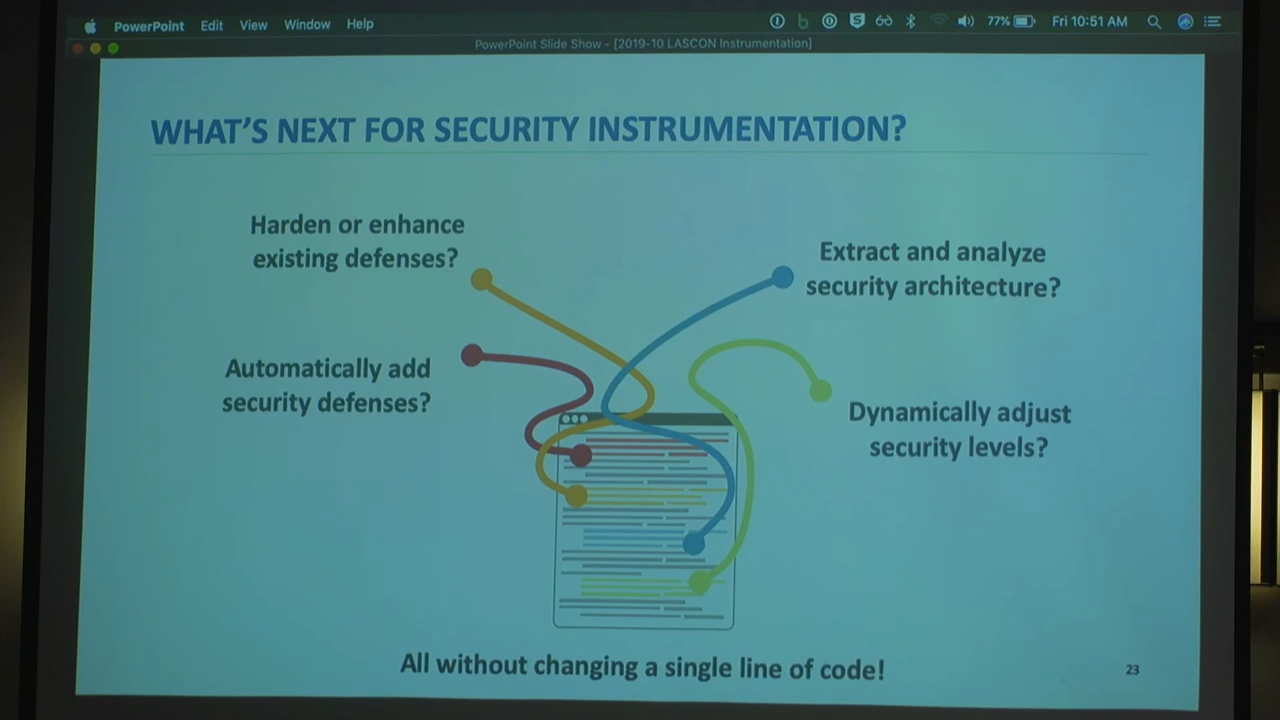 PowerPoint Edit View Window Help 77% Fri 10:51 AM
PowerPoint Slide Show - [2019-10 LASCON Instrumentation]
WHAT'S NEXT FOR SECURITY INSTRUMENTATION?
Harden or enhance
existing defenses?
Extract and analyze
security architecture?
Automatically add
security defenses?
Dynamically adjust
security levels?
All without changing a single line of code!
23